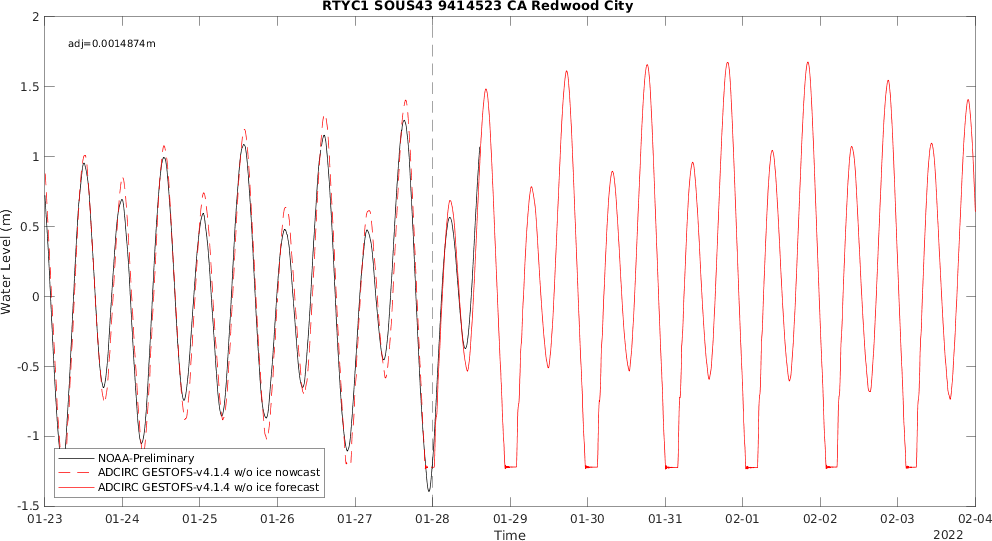 RTYC1 SOUS43 9414523 CA Redwood City
adj=0.0014874m
2
1.5
1
0.5
0
-0.5
-1
-1.5
Water Level (m)
NOAA-Preliminary
ADCIRC GESTOFS-v4.1.4 w/o ice nowcast
ADCIRC GESTOFS-v4.1.4 w/o ice forecast
01-23 01-24 01-25 01-26 01-27 01-28 01-29 01-30 01-31 02-01 02-02 02-03 02-04
Time
2022